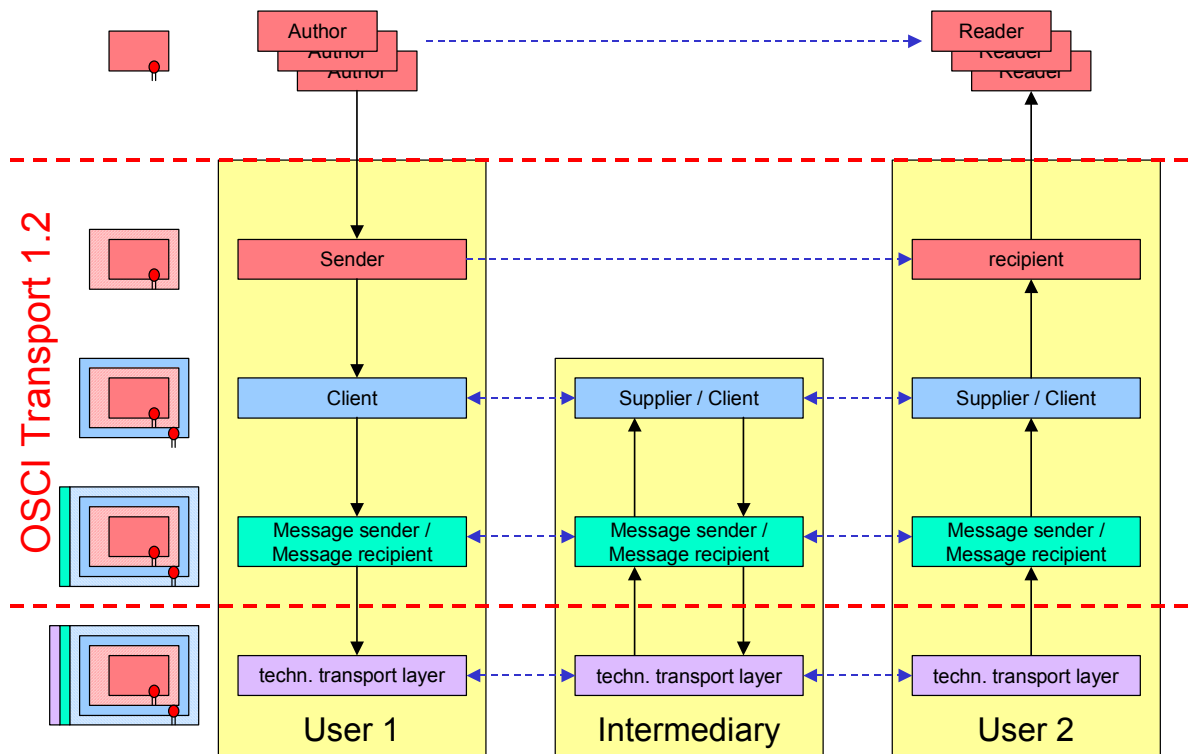 Author
Author
Author
Reader
Reader
Reader
OSCI Transport 1.2
Sender
recipient
Client
Supplier / Client
Supplier / Client
Message sender /
Message recipient
Message sender /
Message recipient
Message sender /
Message recipient
techn. transport layer
techn. transport layer
techn. transport layer
User 1
Intermediary
User 2